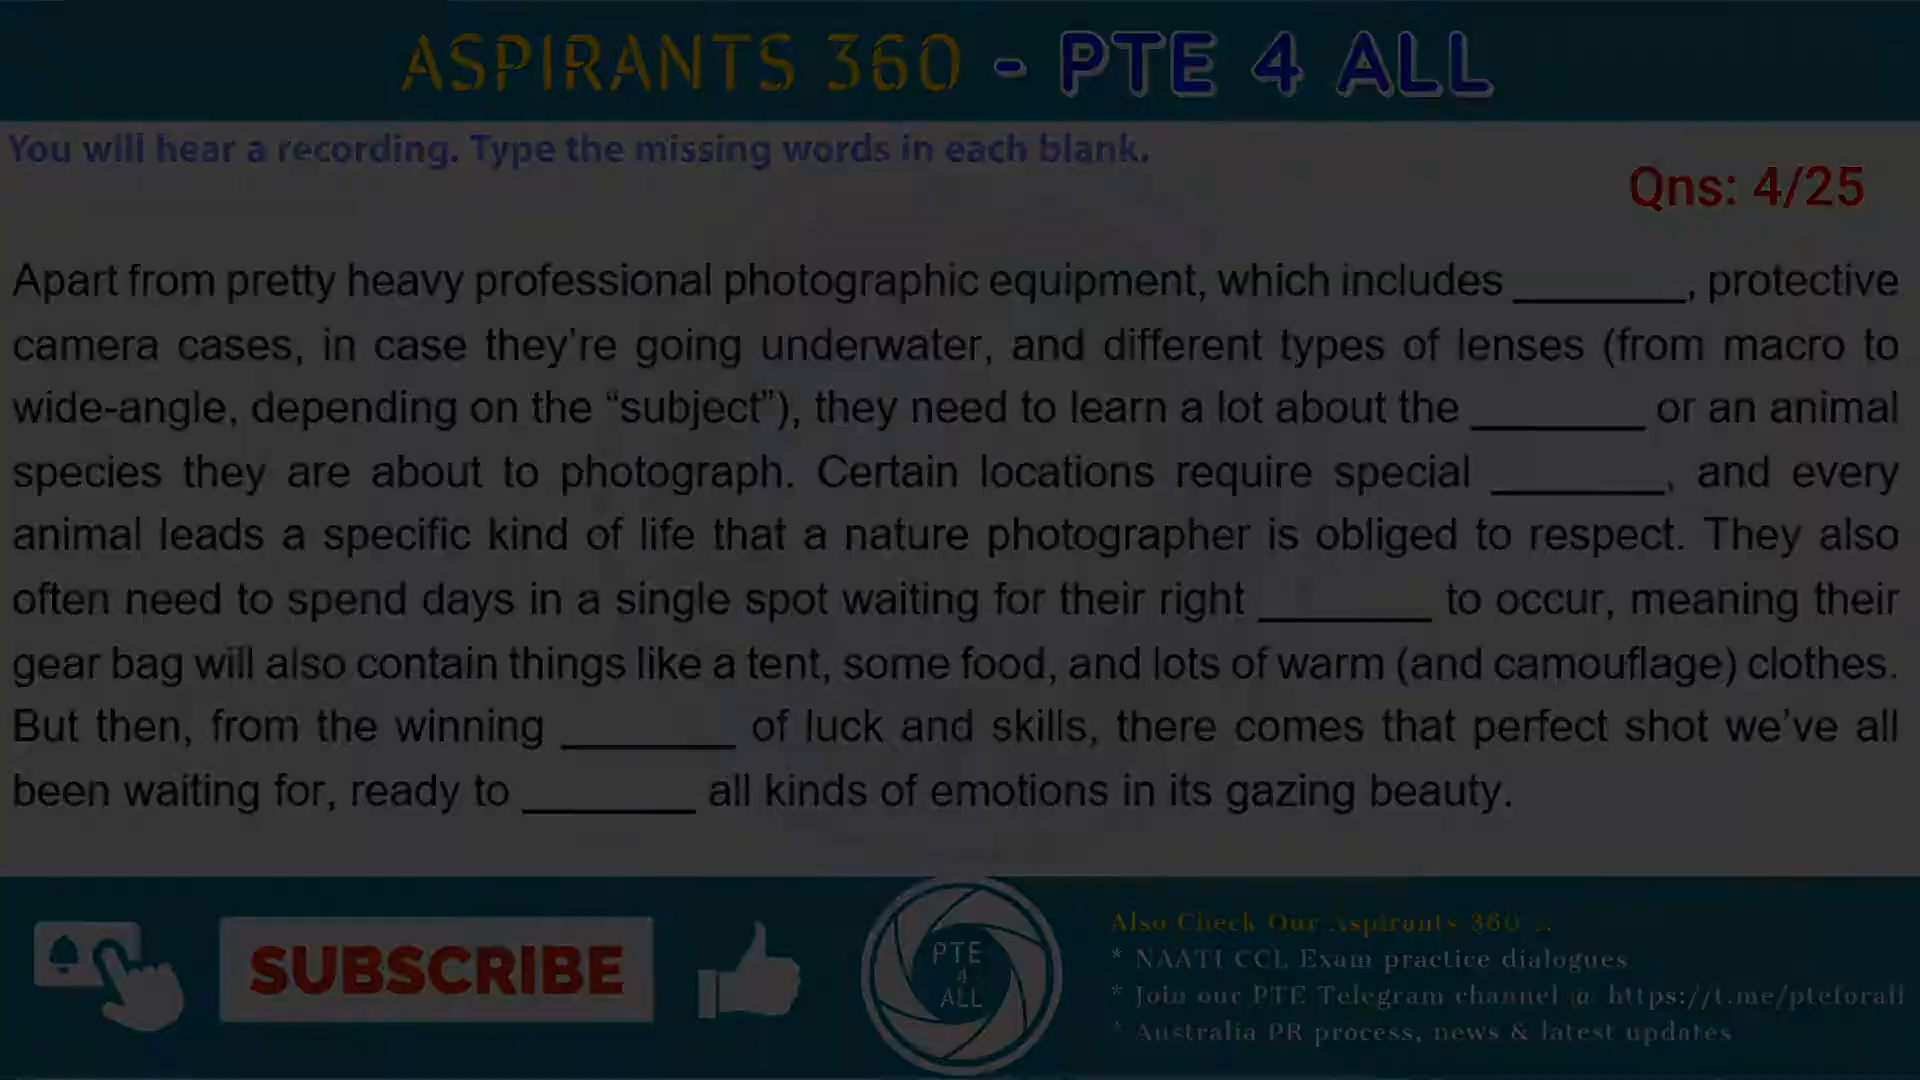 ASPIRANTS 360 - PTE 4 ALL
You will hear a recording. Type the missing words in each blank.
Qns: 4/25
Apart from pretty heavy professional photographic equipment, which includes ________, protective
camera cases, in case they’re going underwater, and different types of lenses (from macro to
wide-angle, depending on the “subject”), they need to learn a lot about the ________ or an animal
species they are about to photograph. Certain locations require special ________, and every
animal leads a specific kind of life that a nature photographer is obliged to respect. They also
often need to spend days in a single spot waiting for their right ________ to occur, meaning their
gear bag will also contain things like a tent, some food, and lots of warm (and camouflage) clothes.
But then, from the winning ________ of luck and skills, there comes that perfect shot we’ve all
been waiting for, ready to ________ all kinds of emotions in its gazing beauty.
SUBSCRIBE
PTE
4
ALL
Also Check Our Aspirants 360 ..
* NAATI CCL Exam practice dialogues
* Join our PTE Telegram channel @ https://t.me/pteforall
* Australia PR process, news & latest updates